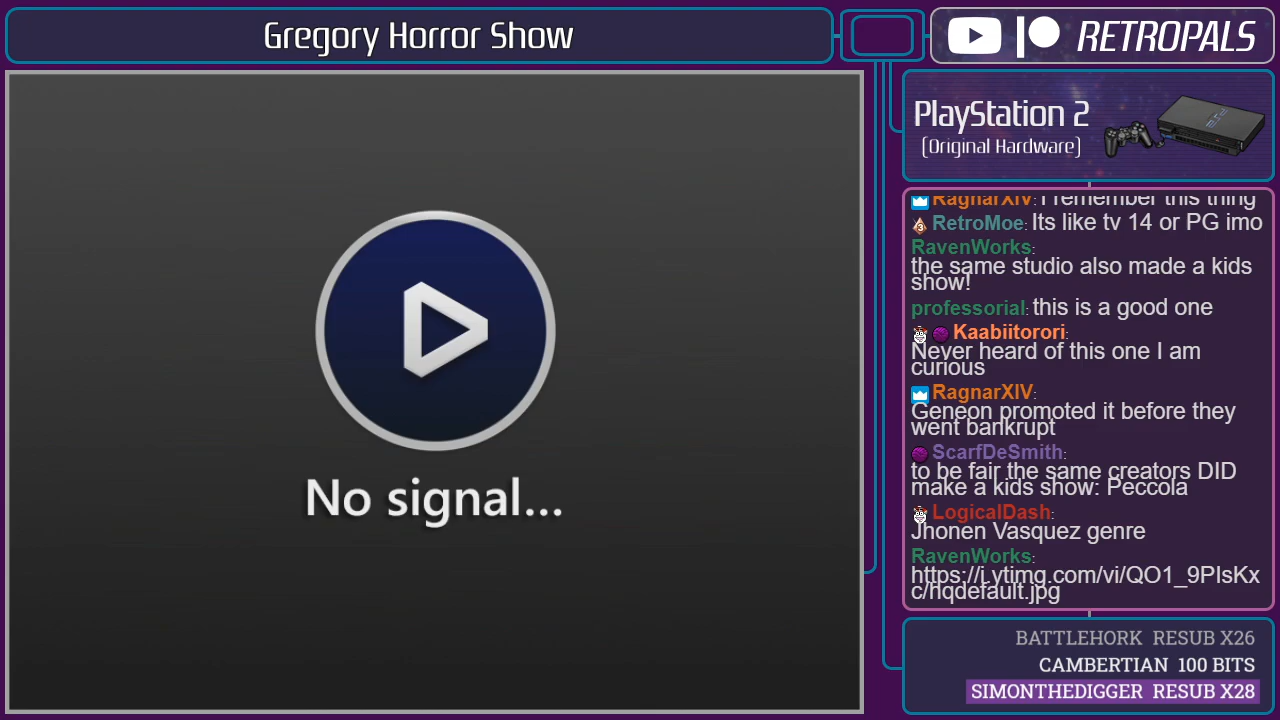 Gregory Horror Show
RETROPALS
PlayStation 2
(Original Hardware)
No signal...
RagnarXIV: I remember this thing
RetroMoe: Its like tv 14 or PG imo
RavenWorks:
the same studio also made a kids
show!
professorial: this is a good one
Kaabiitorori:
Never heard of this one I am
curious
RagnarXIV:
Geneon promoted it before they
went bankrupt
ScarfDeSmith:
to be fair the same creators DID
make a kids show: Peccola
LogicalDash:
Jhonen Vasquez genre
RavenWorks:
https://i.ytimg.com/vi/QO1_9PIsKx
c/hqdefault.jpg
BATTLEHORK RESUB X26
CAMBERTIAN 100 BITS
SIMONTHEDIGGER RESUB X28